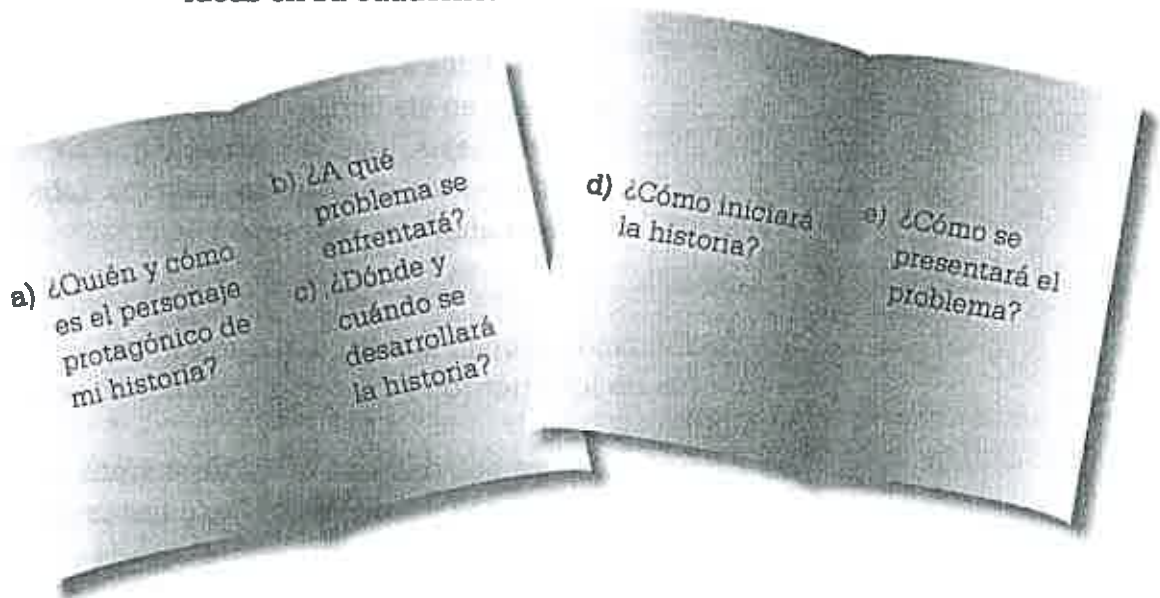 a) ¿Quién y cómo
es el personaje
protagónico de
mi historia?
b) ¿A qué
problema se
enfrentará?
c) ¿Dónde y
cuándo se
desarrollará
la historia?
d) ¿Cómo iniciará
la historia?
e) ¿Cómo se
presentará el
problema?